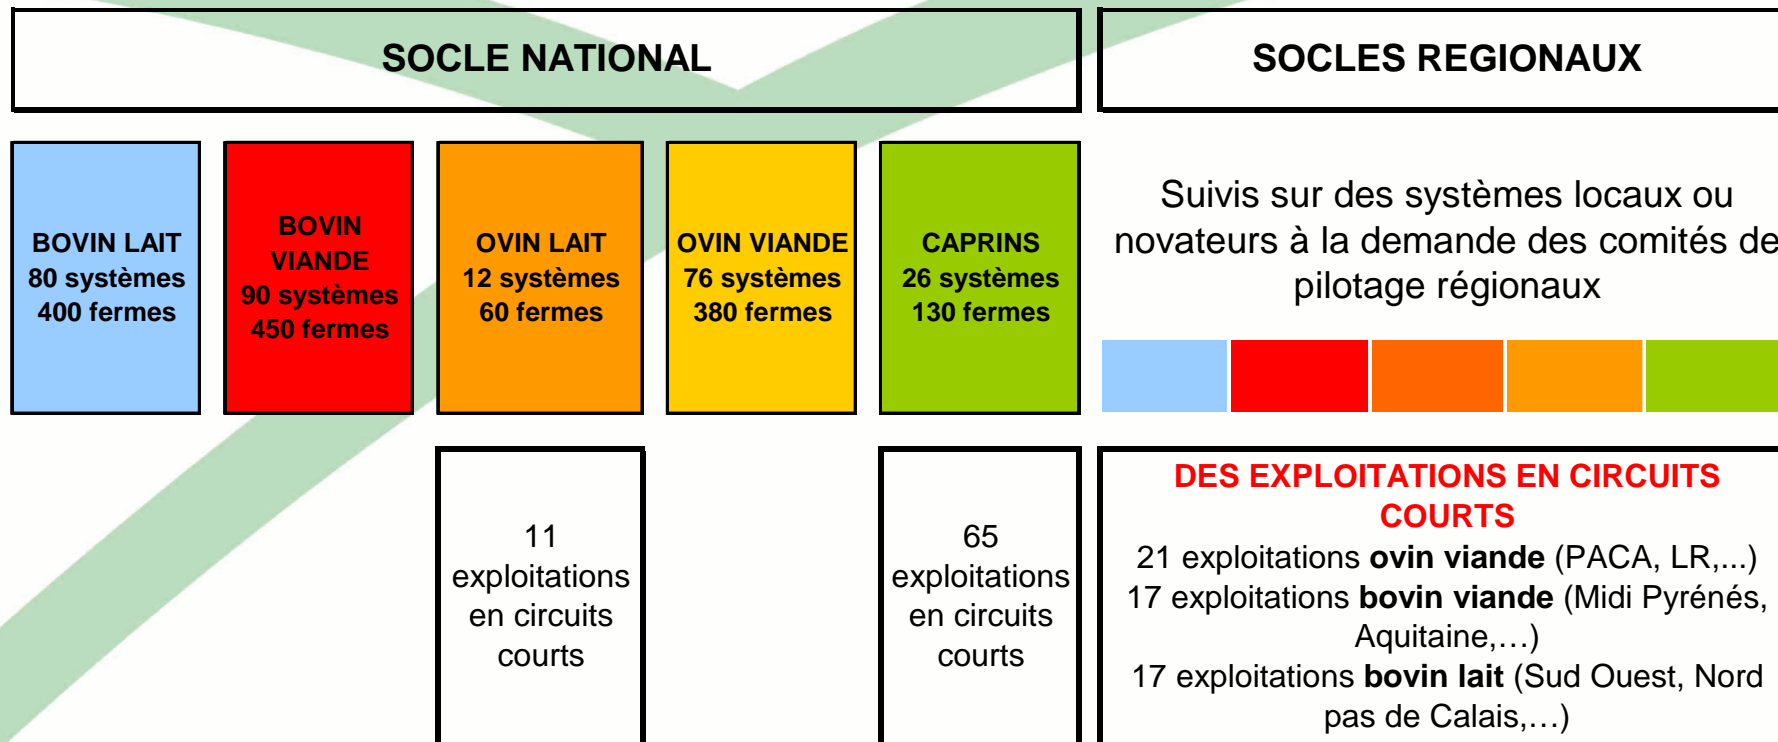 SOCLE NATIONAL
SOCLES REGIONAUX
BOVIN LAIT
80 systèmes
400 fermes
BOVIN
VIANDE
90 systèmes
450 fermes
OVIN LAIT
12 systèmes
60 fermes
OVIN VIANDE
76 systèmes
380 fermes
CAPRINS
26 systèmes
130 fermes
Suivis sur des systèmes locaux ou
novateurs à la demande des comités de
pilotage régionaux
11
exploitations
en circuits
courts
65
exploitations
en circuits
courts
DES EXPLOITATIONS EN CIRCUITS
COURTS
21 exploitations ovin viande (PACA, LR,...)
17 exploitations bovin viande (Midi Pyrénés,
Aquitaine,…)
17 exploitations bovin lait (Sud Ouest, Nord
pas de Calais,…)